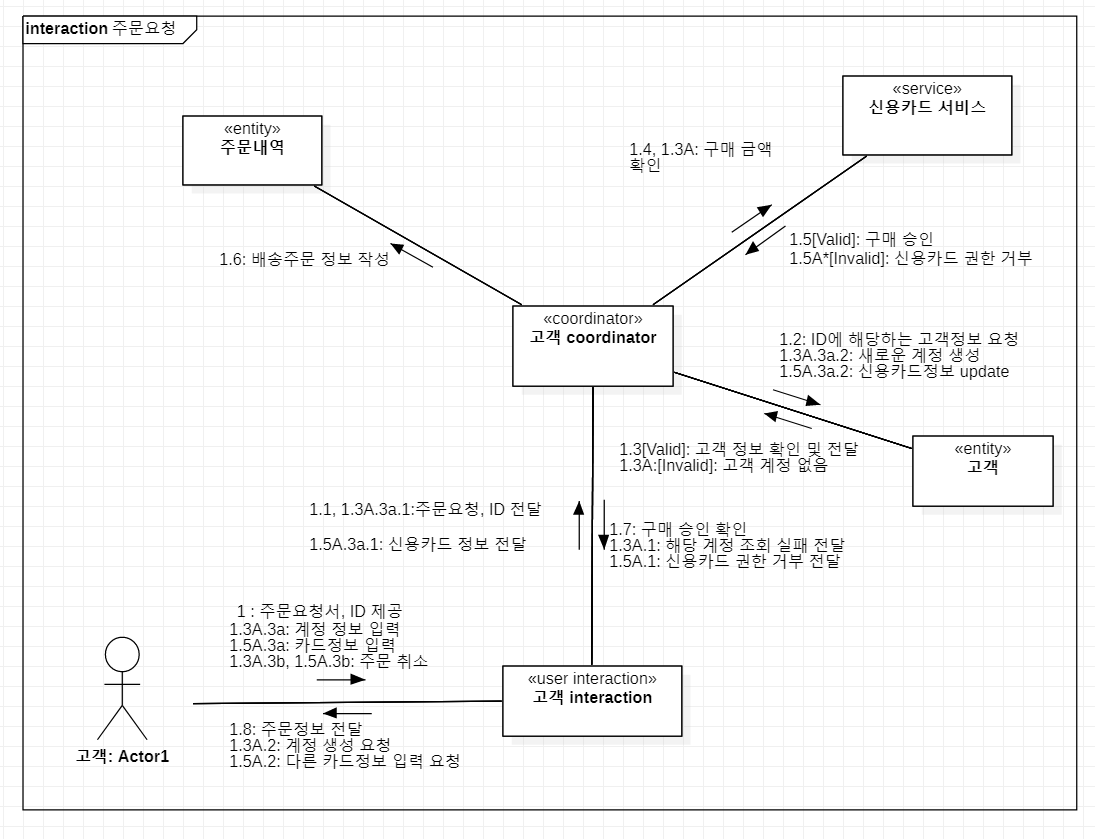 interaction 주문요청
«service»
신용카드 서비스
«entity»
주문내역
1.4, 1.3A: 구매 금액
확인
1.5[Valid]: 구매 승인
1.5A*[Invalid]: 신용카드 권한 거부
1.6: 배송주문 정보 작성
«coordinator»
고객 coordinator
1.2: ID에 해당하는 고객정보 요청
1.3A.3a.2: 새로운 계정 생성
1.5A.3a.2: 신용카드정보 update
1.3[Valid]: 고객 정보 확인 및 전달
1.3A:[Invalid]: 고객 계정 없음
«entity»
고객
1.1, 1.3A.3a.1:주문요청, ID 전달
1.5A.3a.1: 신용카드 정보 전달
1.7: 구매 승인 확인
1.3A.1: 해당 계정 조회 실패 전달
1.5A.1: 신용카드 권한 거부 전달
1 : 주문요청서, ID 제공
1.3A.3a: 계정 정보 입력
1.5A.3a: 카드정보 입력
1.3A.3b, 1.5A.3b: 주문 취소
«user interaction»
고객 interaction
1.8: 주문정보 전달
1.3A.2: 계정 생성 요청
1.5A.2: 다른 카드정보 입력 요청
고객: Actor1